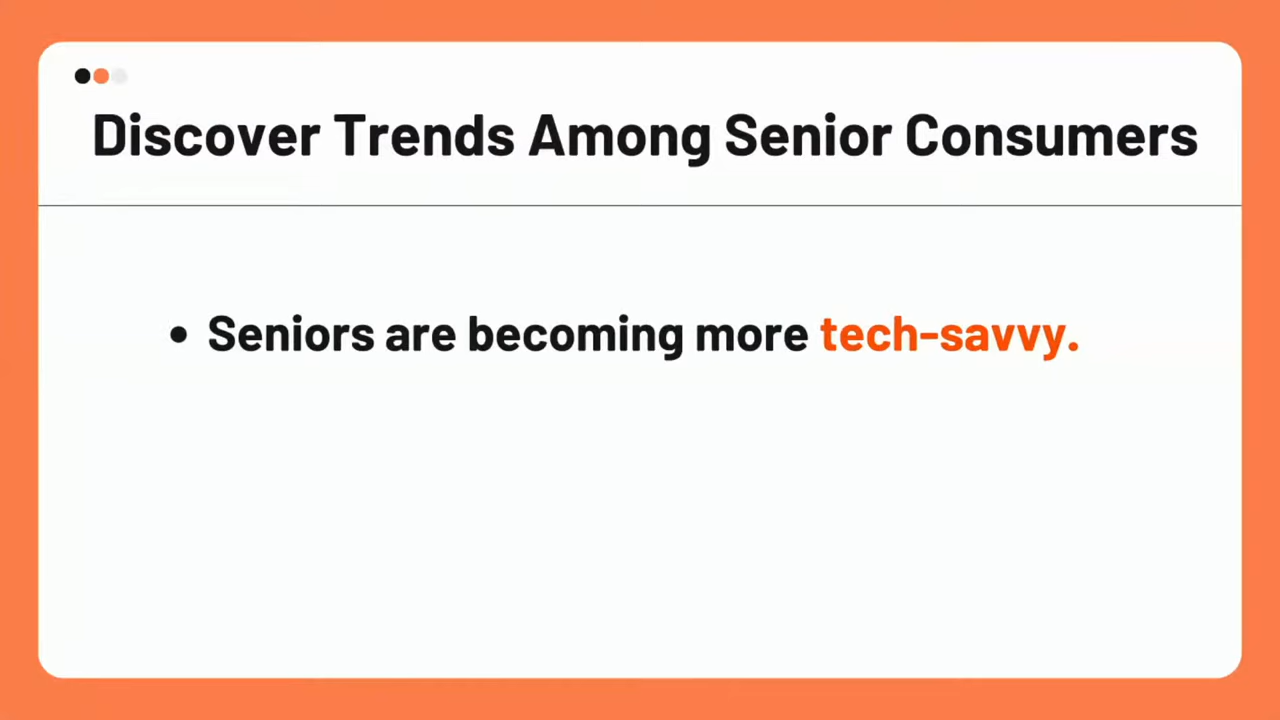 Discover Trends Among Senior Consumers
• Seniors are becoming more tech-savvy.